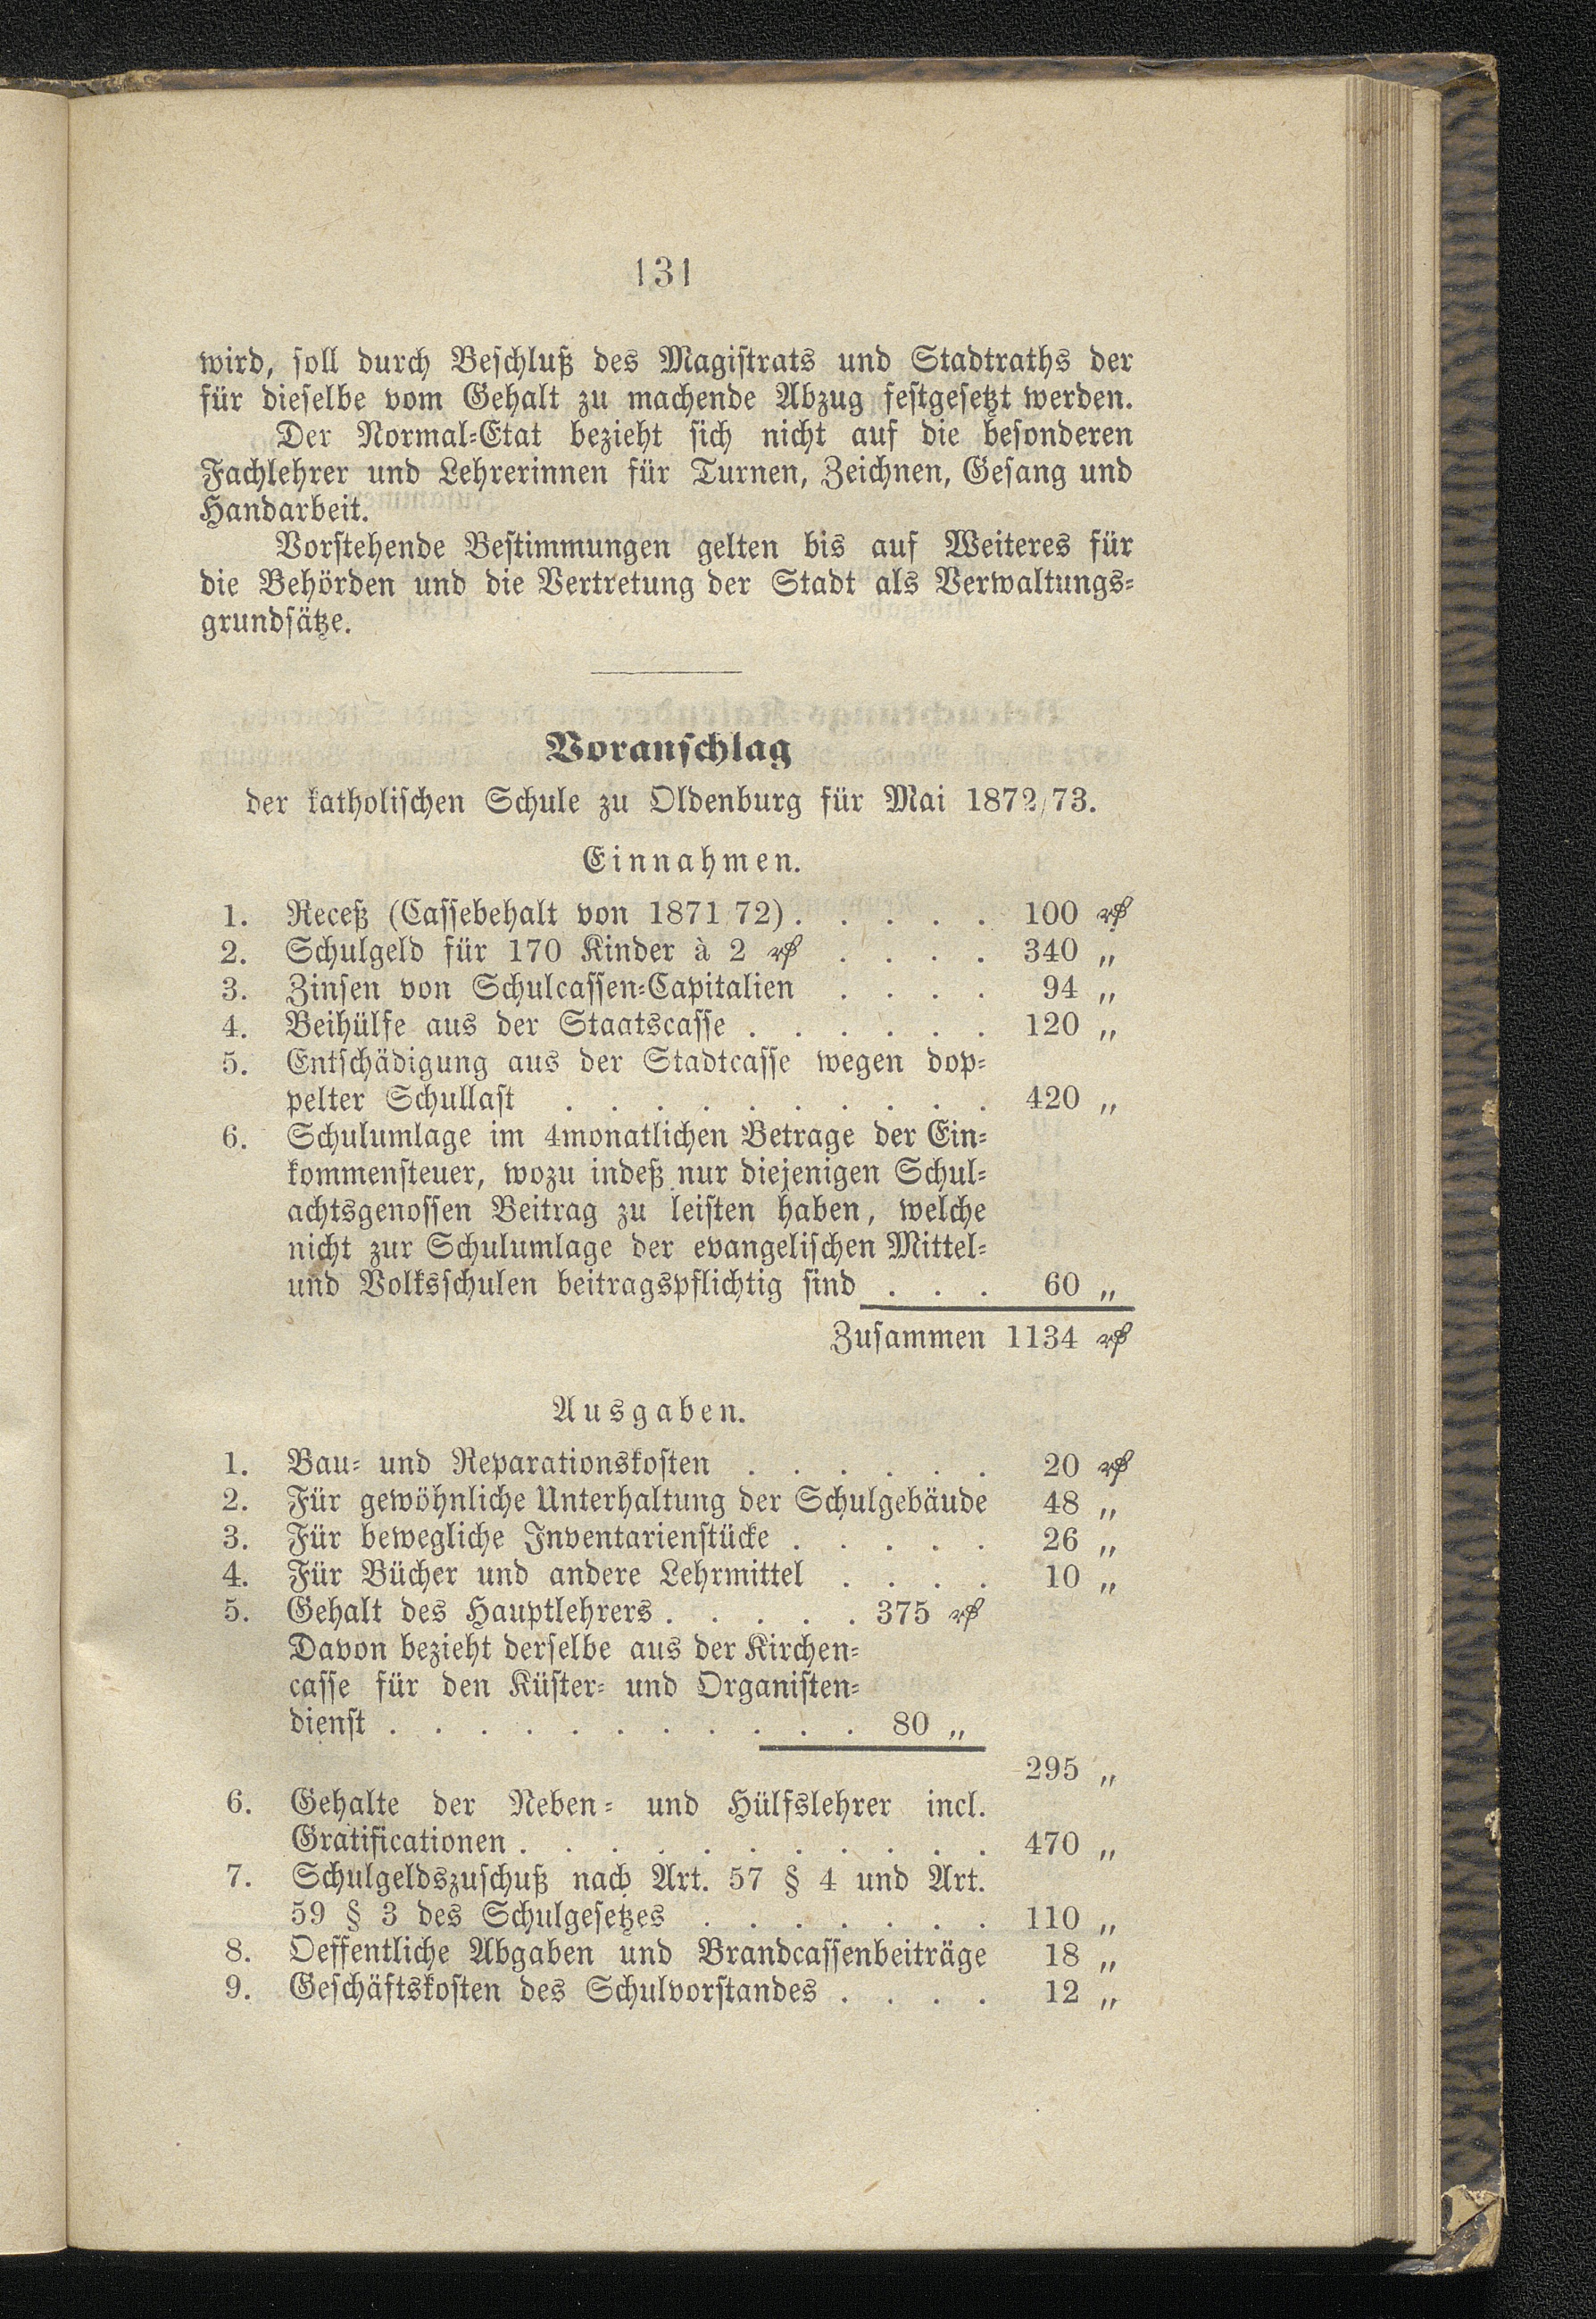 131
wird, soll durch Beschluß des Magistrats und Stadtraths der
für dieselbe vom Gehalt zu machende Abzug festgesetzt werden.
Der Normal-Etat bezieht sich nicht auf die besonderen
Fachlehrer und Lehrerinnen für Turnen, Zeichnen, Gesang und
Handarbeit.
Vorstehende Bestimmungen gelten bis auf Weiteres für
die Behörden und die Vertretung der Stadt als Verwaltungs-
grundsätze.
Voranschlag
der katholischen Schule zu Oldenburg für Mai 1872/73.
Einnahmen.
1. Receß (Cassebehalt von 1871 72) . . . . . 100 ₰
2. Schulgeld für 170 Kinder à 2 ₰ . . . . 340 „
3. Zinsen von Schulcassen-Capitalien . . . . 94 „
4. Beihülfe aus der Staatscasse . . . . . . 120 „
5. Entschädigung aus der Stadtcasse wegen dop-
pelter Schullast . . . . . . . . . . 420 „
6. Schulumlage im 4monatlichen Betrage der Ein-
kommensteuer, wozu indeß nur diejenigen Schul-
achtsgenossen Beitrag zu leisten haben, welche
nicht zur Schulumlage der evangelischen Mittel-
und Volksschulen beitragspflichtig sind . . . 60 „
Zusammen 1134 ₰
Ausgaben.
1. Bau- und Reparationskosten . . . . . . 20 ₰
2. Für gewöhnliche Unterhaltung der Schulgebäude 48 „
3. Für bewegliche Inventarienstücke . . . . . 26 „
4. Für Bücher und andere Lehrmittel . . . . 10 „
5. Gehalt des Hauptlehrers . . . . . 375 ₰
Davon bezieht derselbe aus der Kirchen-
casse für den Küster- und Organisten-
dienst . . . . . . . . . . . 80 „
295 „
6. Gehalte der Neben- und Hülfslehrer incl.
Gratificationen . . . . . . . . . . . 470 „
7. Schulgeldszuschuß nach Art. 57 § 4 und Art.
59 § 3 des Schulgesetzes . . . . . . . 110 „
8. Oeffentliche Abgaben und Brandcassenbeiträge 18 „
9. Geschäftskosten des Schulvorstandes . . . . 12 „